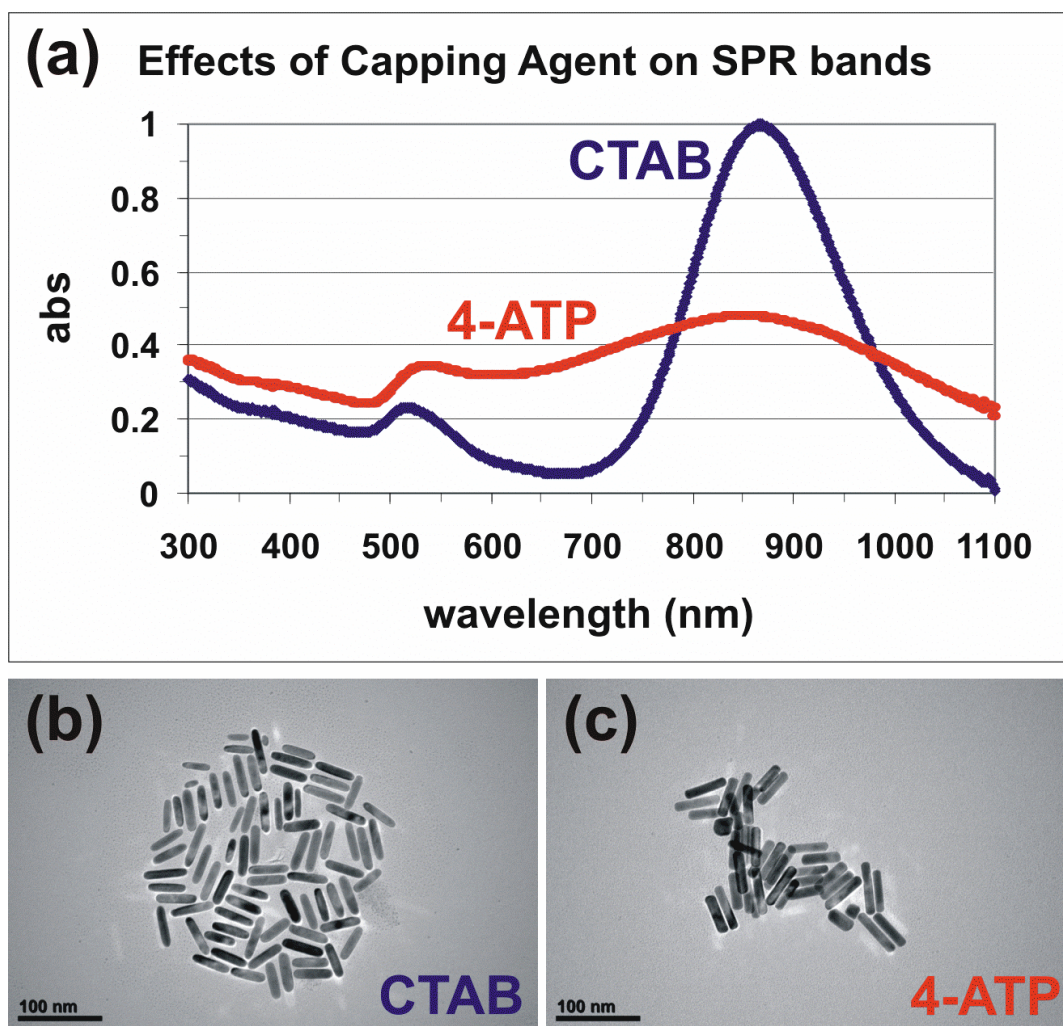 (a) Effects of Capping Agent on SPR bands
1
0.8
0.6
0.4
0.2
0
abs
CTAB
4-ATP
300 400 500 600 700 800 900 1000 1100
wavelength (nm)
(b)
100 nm
CTAB
(c)
100 nm
4-ATP